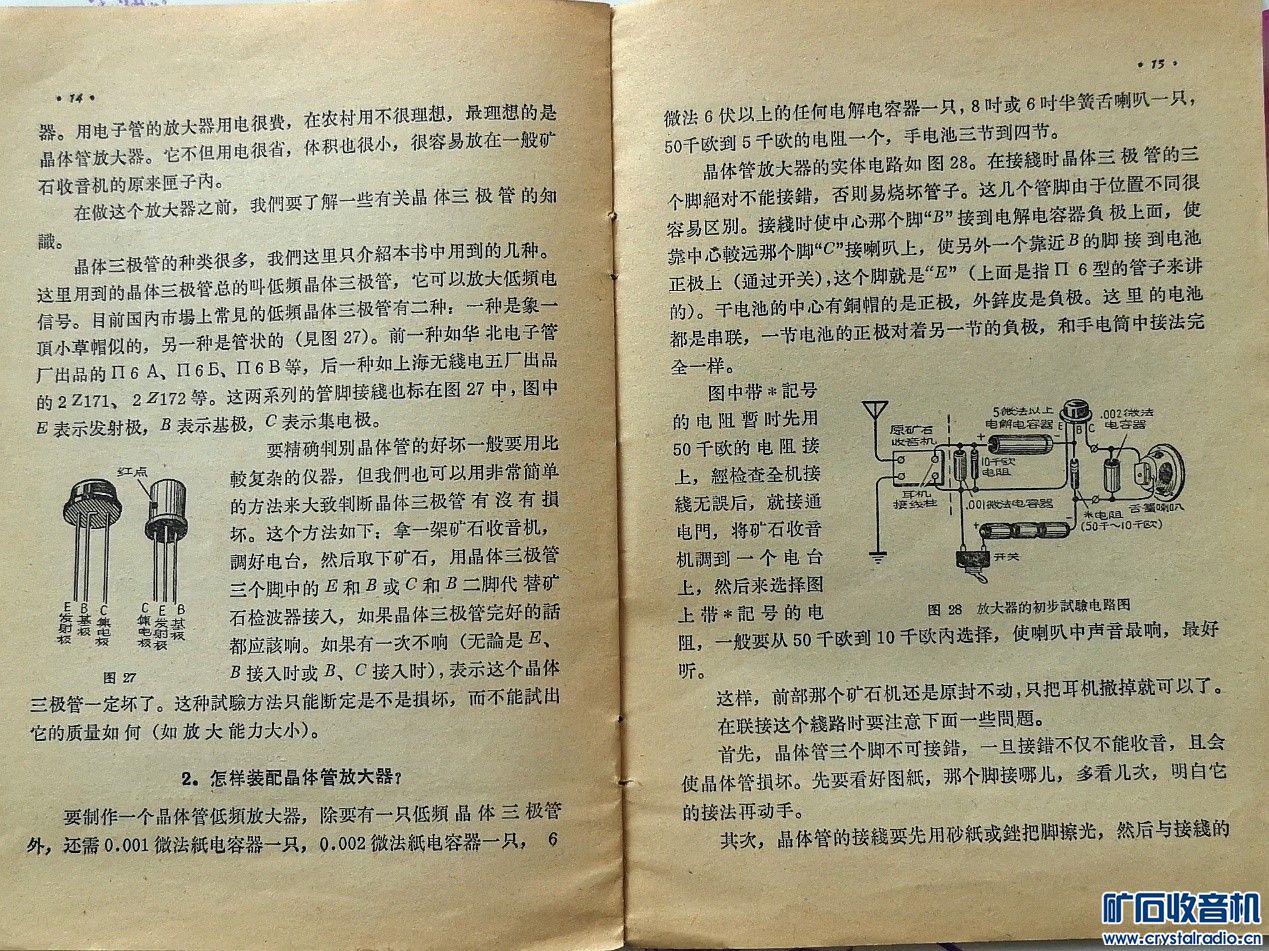 • 14 •
器。用电子管的放大器用电很費，在农村用不很理想，最理想的是
晶体管放大器。它不但用电很省，体积也很小，很容易放在一般矿
石收音机的原来匣子內。
在做这个放大器之前，我們要了解一些有关晶体三极管的知
識。
晶体三极管的种类很多，我們这里只介紹本书中用到的几种。
这里用到的晶体三极管总的叫低頻晶体三极管，它可以放大低頻电
信号。目前国內市場上常見的低頻晶体三极管有二种：一种是象一
頂小草帽似的，另一种是管状的（見图 27）。前一种如华北电子管
厂出品的 П6А、П6Б、П6В 等，后一种如上海无綫电五厂出品
的 2Z171、2Z172 等。这两系列的管脚接綫也标在图 27 中，图中
E 表示发射极，B 表示基极，C 表示集电极。
要精确判別晶体管的好坏一般要用比
較复杂的仪器，但我們也可以用非常簡单
的方法来大致判断晶体三极管有沒有損
坏。这个方法如下：拿一架矿石收音机，
調好电台，然后取下矿石，用晶体三极管
三个脚中的 E 和 B 或 C 和 B 二脚代替矿
石检波器接入，如果晶体三极管完好的話
都应該响。如果有一次不响（无論是 E、
B 接入时或 B、C 接入时），表示这个晶体
三极管一定坏了。这种試驗方法只能断定是不是損坏，而不能試出
它的质量如何（如放大能力大小）。
红点
E发射极
B基极
C集电极
C集电极
E发射极
B基极
图 27
2。怎样装配晶体管放大器？
要制作一个晶体管低頻放大器，除要有一只低頻晶体三极管
外，还需 0.001 微法紙电容器一只，0.002 微法紙电容器一只， 6
• 15 •
微法 6 伏以上的任何电解电容器一只，8 吋或 6 吋半簧舌喇叭一只，
50千欧到 5 千欧的电阻一个，手电池三节到四节。
晶体管放大器的实体电路如图 28。在接綫时晶体三极管的三
个脚絕对不能接錯，否則易烧坏管子。这几个管脚由于位置不同很
容易区别。接綫时使中心那个脚“B”接到电解电容器負极上面，使
靠中心較远那个脚“C”接喇叭上，使另外一个靠近 B 的脚接到电池
正极上（通过开关），这个脚就是“E”（上面是指 П6 型的管子来讲
的）。干电池的中心有銅帽的是正极，外鋅皮是負极。这里的电池
都是串联，一节电池的正极对着另一节的負极，和手电筒中接法完
全一样。
图中带＊記号
的电阻暫时先用
50 千欧的电阻接
上，經检查全机接
綫无誤后，就接通
电門，将矿石收音
机調到一个电台
上，然后来选择图
上带＊記号的电
阻，一般要从 50 千欧到 10 千欧內选择，使喇叭中声音最响，最好
听。
原矿石
收音机
5微法以上
电解电容器
E B C
.002微法
电容器
10千欧
电阻
耳机
接线柱
.001微法电容器
＊电阻
(50千～10千欧)
舌簧喇叭
开关
图 28 放大器的初步試驗电路图
这样，前部那个矿石机还是原封不动，只把耳机撤掉就可以了。
在联接这个綫路时要注意下面一些問題。
首先，晶体管三个脚不可接錯，一旦接錯不仅不能收音，且会
使晶体管損坏。先要看好图紙，那个脚接哪儿，多看几次，明白它
的接法再动手。
其次，晶体管的接綫要先用砂紙或銼把脚擦光，然后与接綫的
矿石收音机
www.crystalradio.cn